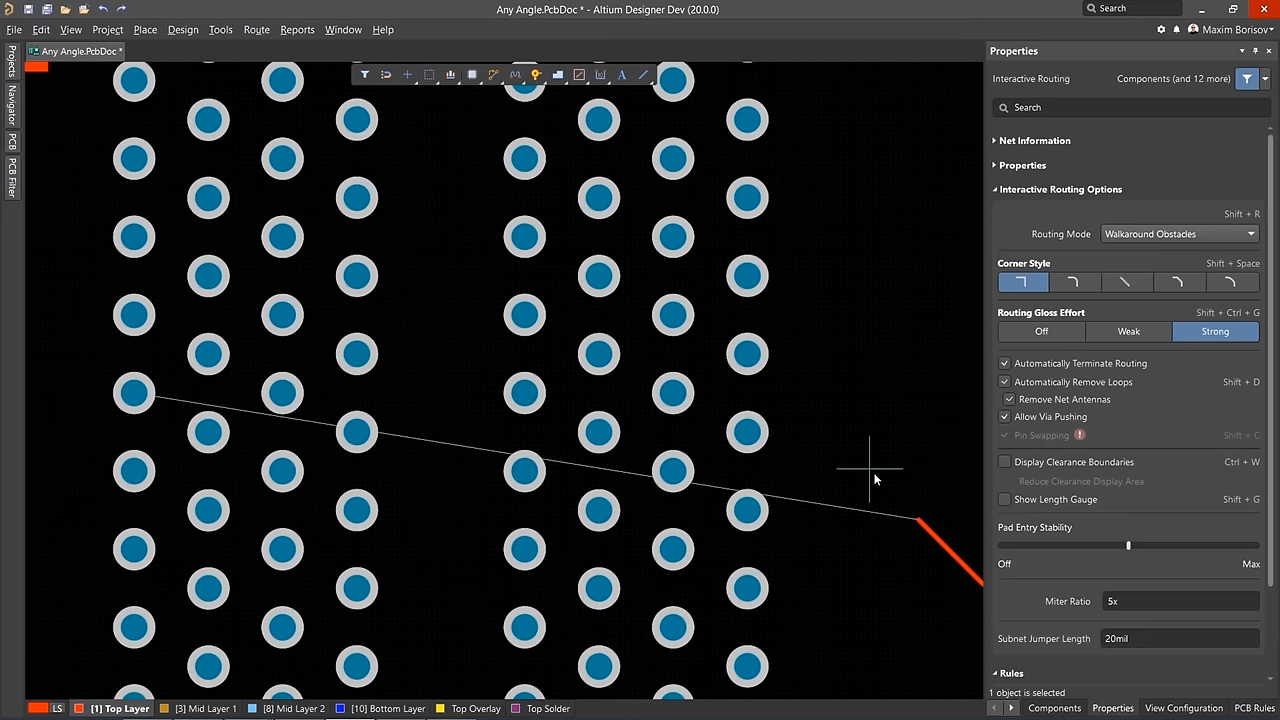 Any Angle.PcbDoc * - Altium Designer Dev (20.0.0)
Search
File Edit View Project Place Design Tools Route Reports Window Help
Maxim Borisov
Any Angle.PcbDoc *
Projects
Navigator
PCB
PCB Filter
Properties
Interactive Routing
Components (and 12 more)
Search
Net Information
Properties
Interactive Routing Options
Shift + R
Routing Mode
Walkaround Obstacles
Corner Style
Shift + Space
Routing Gloss Effort
Shift + Ctrl + G
Off
Weak
Strong
Automatically Terminate Routing
Automatically Remove Loops
Shift + D
Remove Net Antennas
Allow Via Pushing
Pin Swapping
Shift + C
Display Clearance Boundaries
Ctrl + W
Reduce Clearance Display Area
Show Length Gauge
Shift + G
Pad Entry Stability
Off
Max
Miter Ratio
5x
Subnet Jumper Length
20mil
Rules
1 object is selected
LS
[1] Top Layer
[3] Mid Layer 1
[8] Mid Layer 2
[10] Bottom Layer
Top Overlay
Top Solder
Components
Properties
View Configuration
PCB Rules